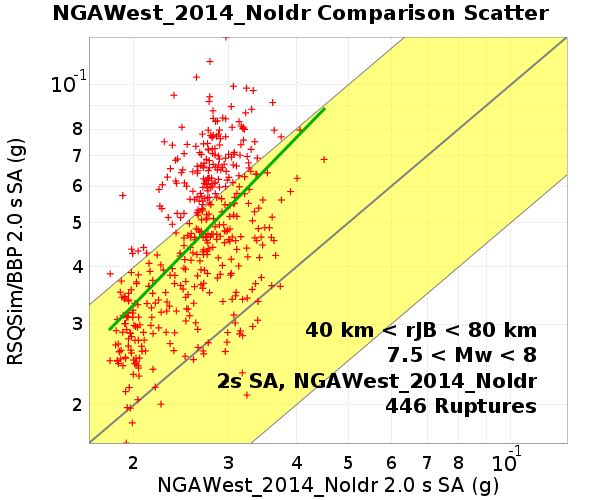 NGAWest_2014_NoIdr Comparison Scatter
RSQSim/BBP 2.0 s SA (g)
10-1
8
7
6
5
4
3
2
40 km < rJB < 80 km
7.5 < Mw < 8
2s SA, NGAWest_2014_NoIdr
446 Ruptures
2 3 4 5 6 7 8 10-1
NGAWest_2014_NoIdr 2.0 s SA (g)